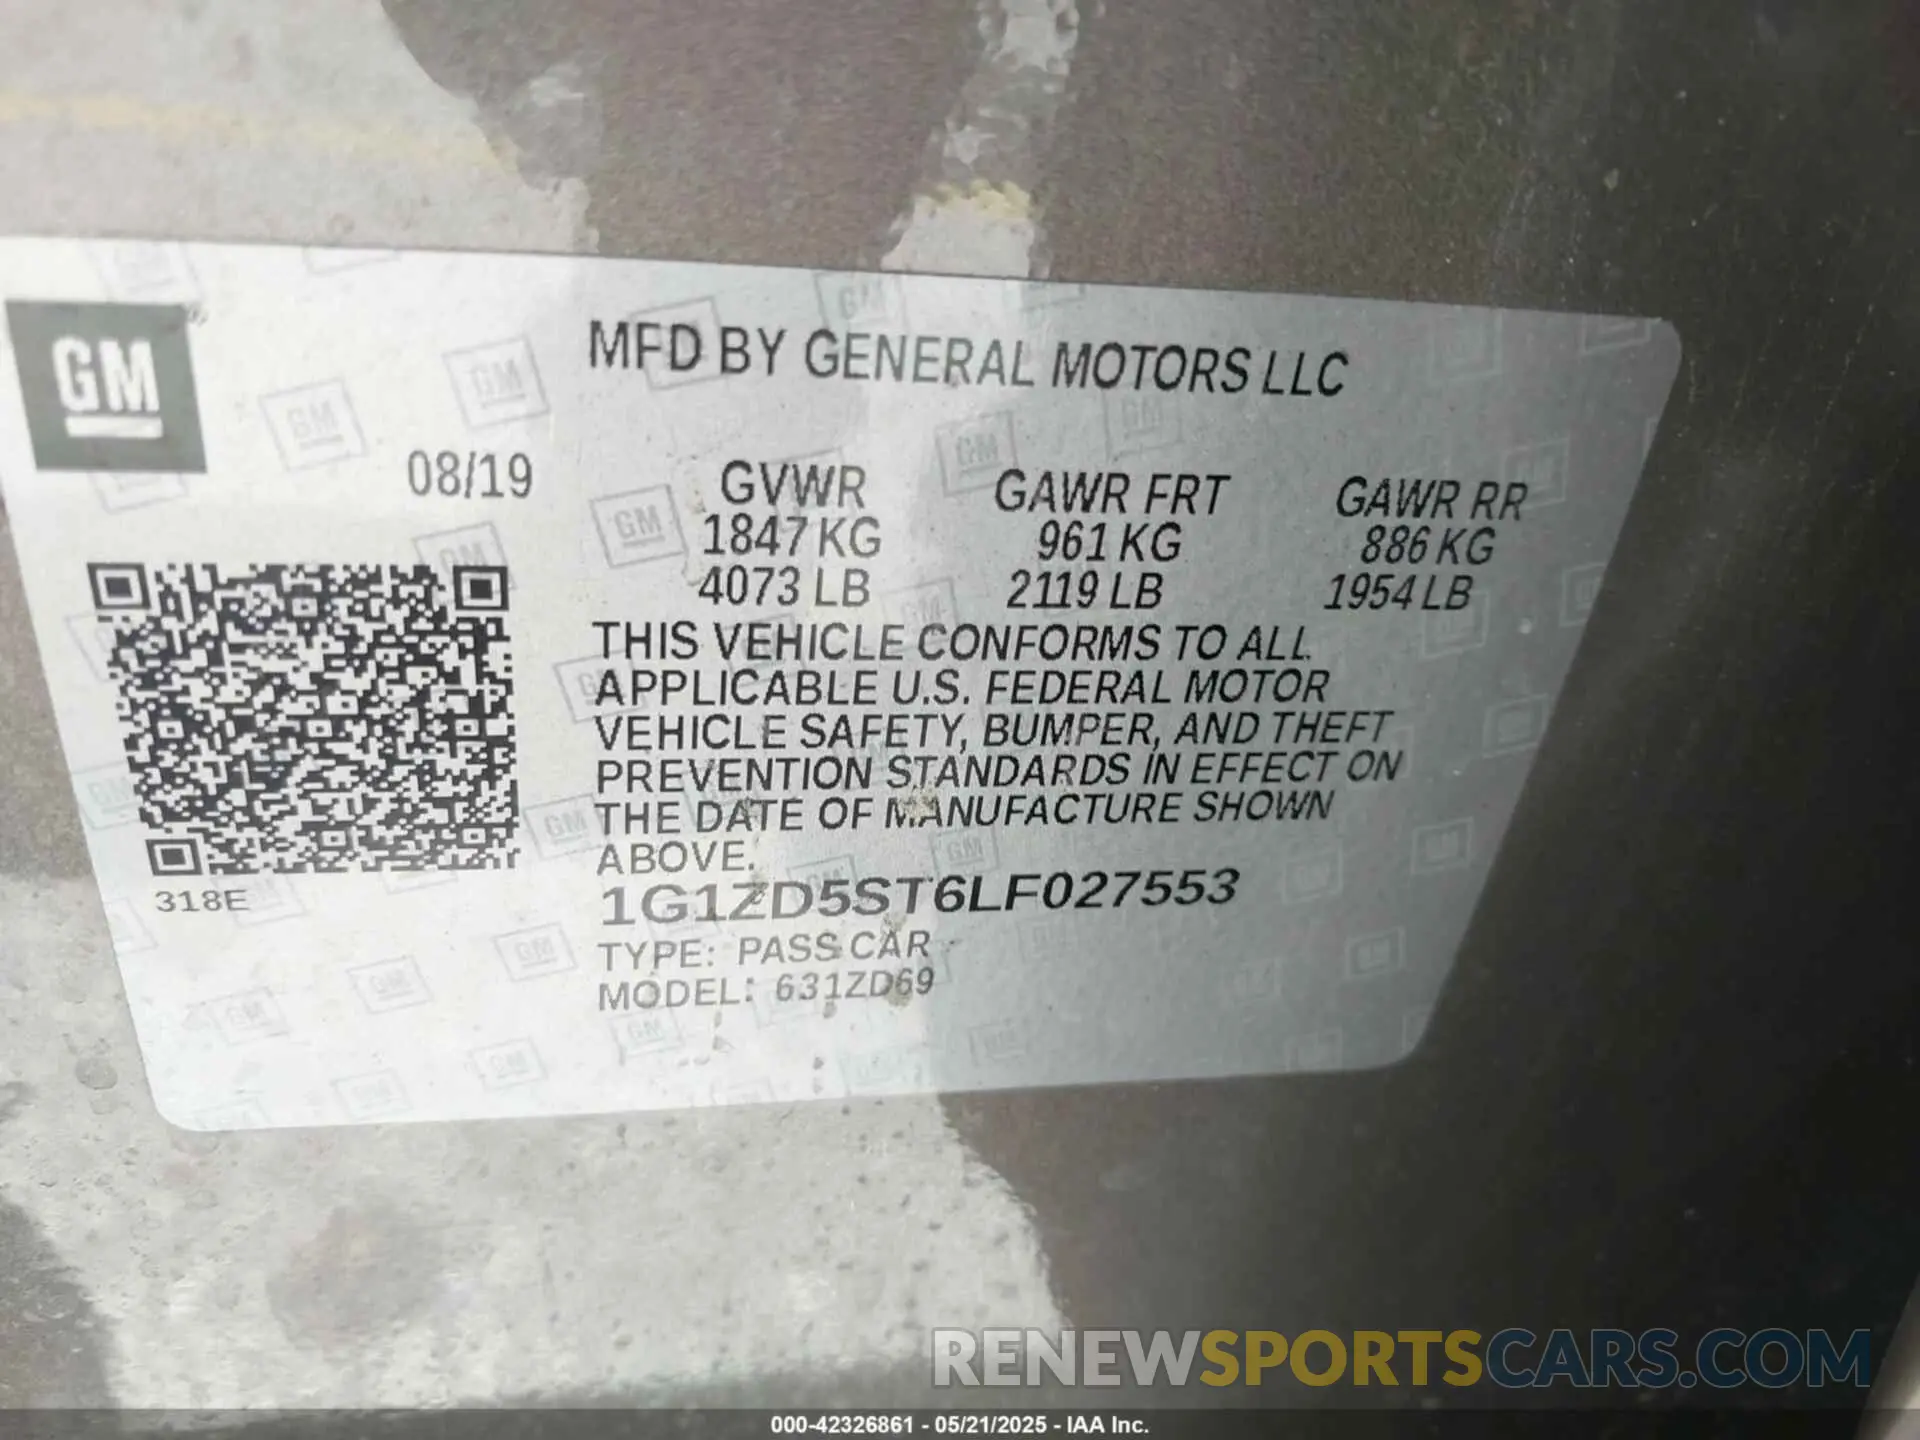 GM
MFD BY GENERAL MOTORS LLC
08/19
GVWR GAWR FRT GAWR RR
1847 KG 961 KG 886 KG
4073 LB 2119 LB 1954 LB
THIS VEHICLE CONFORMS TO ALL
APPLICABLE U.S. FEDERAL MOTOR
VEHICLE SAFETY, BUMPER, AND THEFT
PREVENTION STANDARDS IN EFFECT ON
THE DATE OF MANUFACTURE SHOWN
ABOVE.
318E
1G1ZD5ST6LF027553
TYPE: PASS CAR
MODEL: 631ZD69
RENEWSPORTSCARS.COM
000-42326861 - 05/21/2025 - IAA Inc.